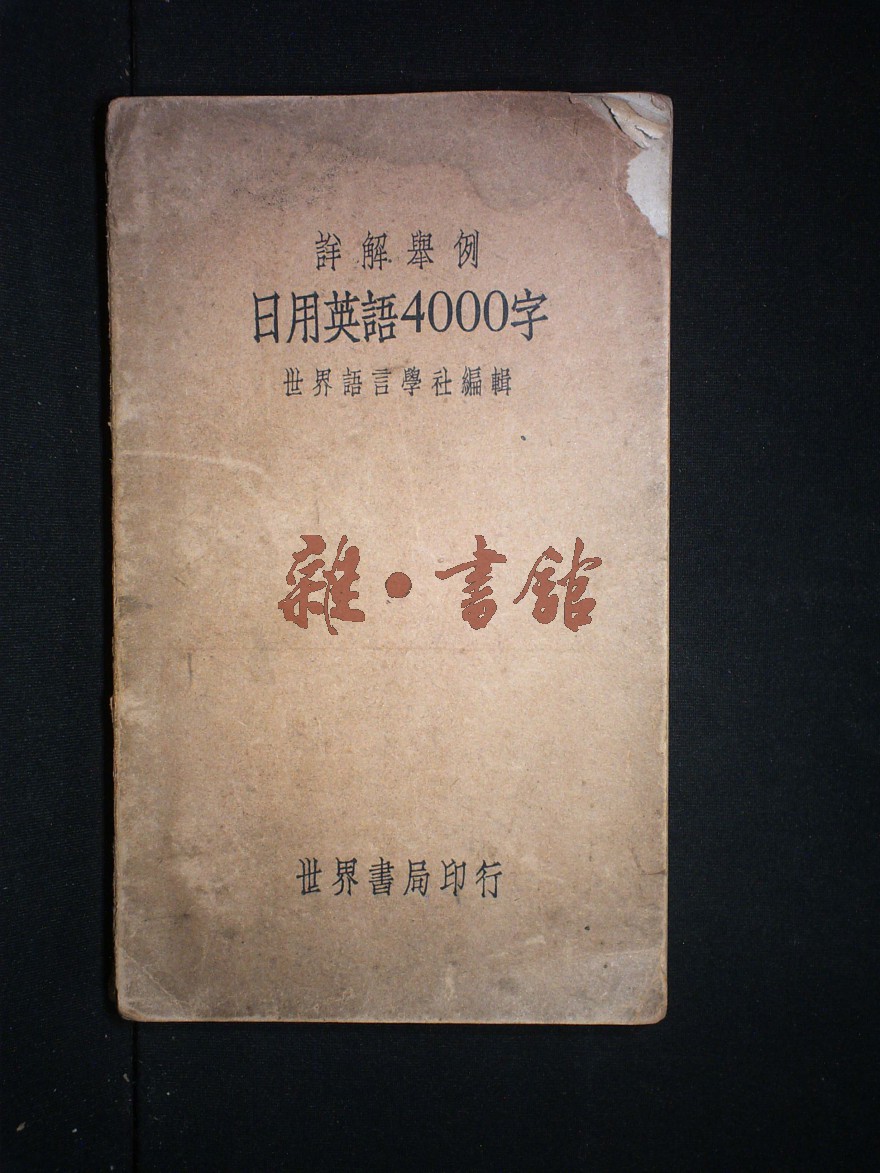 詳解舉例
日用英語4000字
世界語言學社編輯
雜·書館
世界書局印行